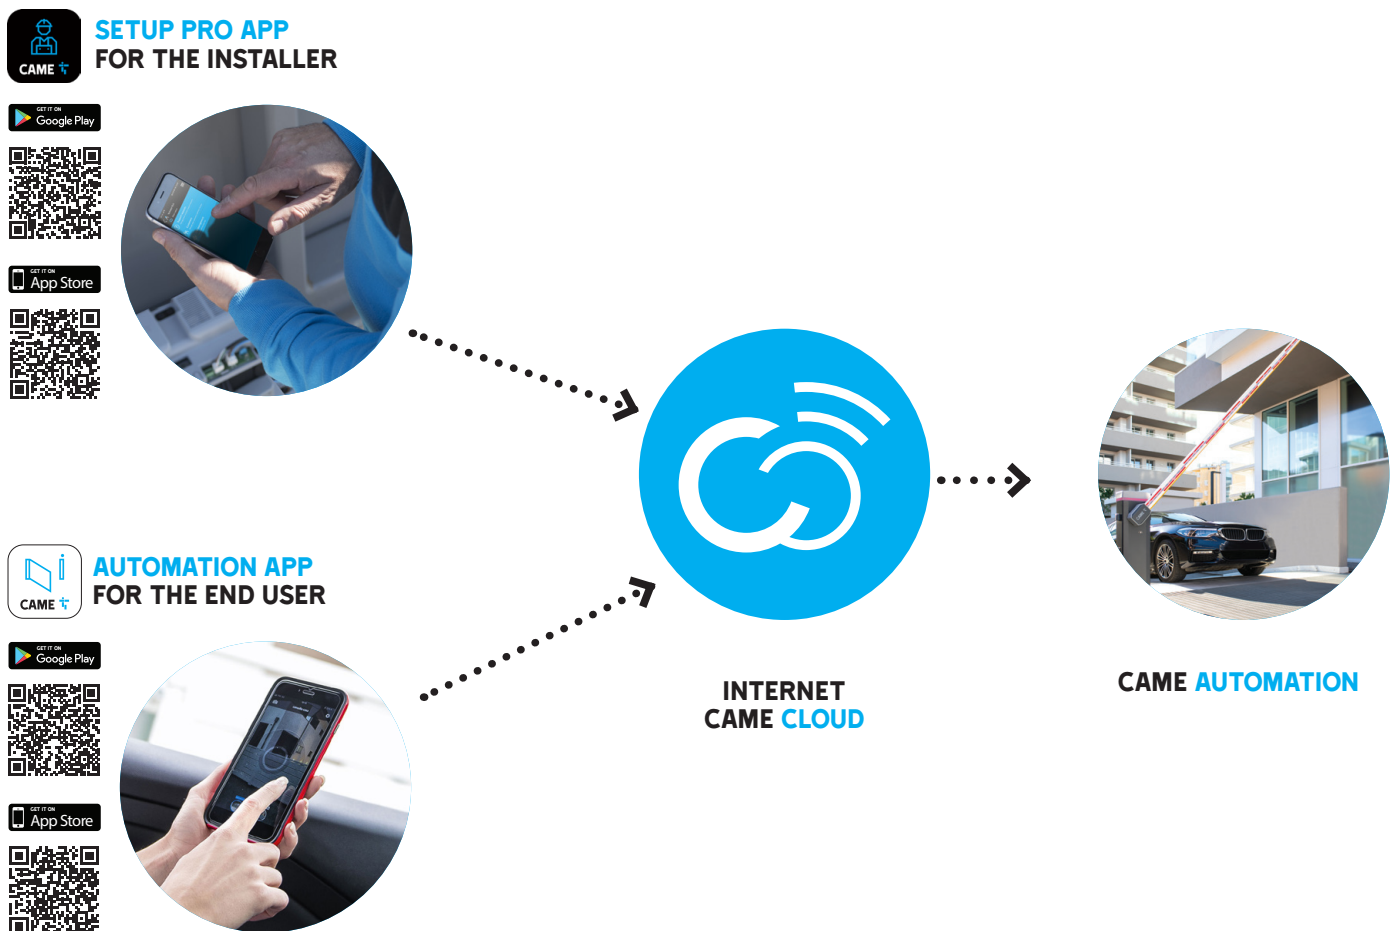 SETUP PRO APP
FOR THE INSTALLER
CAME
GET IT ON
Google Play
GET IT ON
App Store
AUTOMATION APP
FOR THE END USER
CAME
GET IT ON
Google Play
GET IT ON
App Store
INTERNET
CAME CLOUD
CAME AUTOMATION